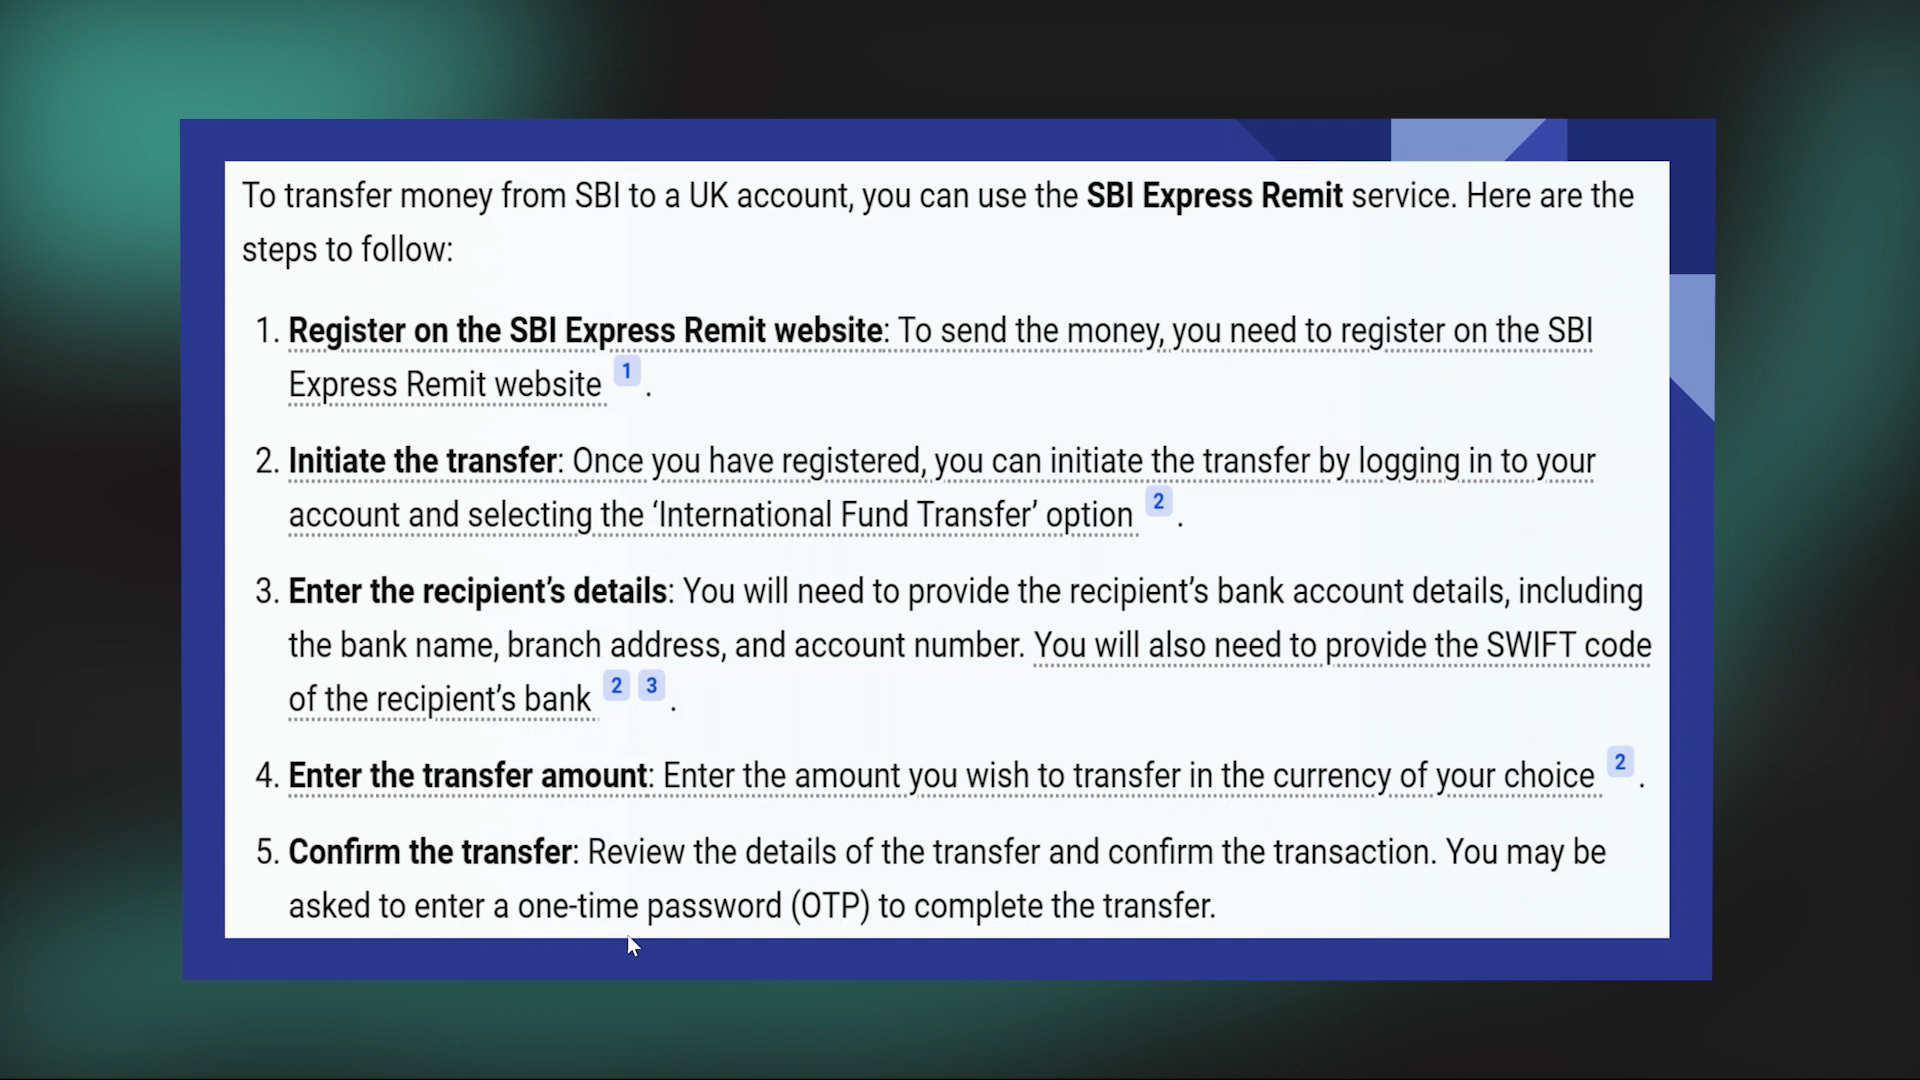 To transfer money from SBI to a UK account, you can use the SBI Express Remit service. Here are the
steps to follow:
1. Register on the SBI Express Remit website: To send the money, you need to register on the SBI
Express Remit website 1 .
2. Initiate the transfer: Once you have registered, you can initiate the transfer by logging in to your
account and selecting the ‘International Fund Transfer’ option 2 .
3. Enter the recipient’s details: You will need to provide the recipient’s bank account details, including
the bank name, branch address, and account number. You will also need to provide the SWIFT code
of the recipient’s bank 2 3 .
4. Enter the transfer amount: Enter the amount you wish to transfer in the currency of your choice 2 .
5. Confirm the transfer: Review the details of the transfer and confirm the transaction. You may be
asked to enter a one-time password (OTP) to complete the transfer.